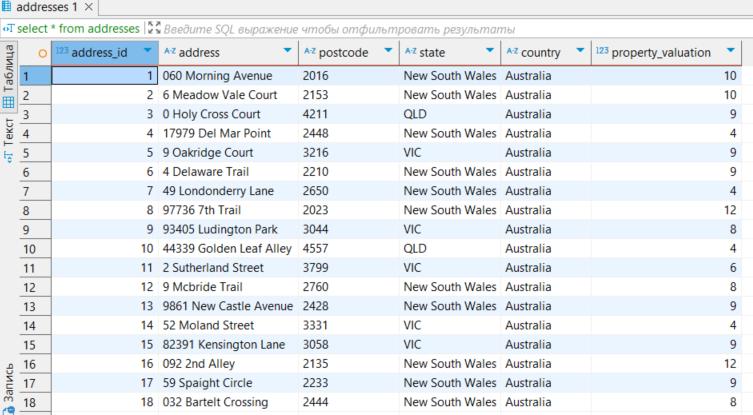 addresses 1
select * from addresses Введите SQL выражение чтобы отфильтровать результаты
Таблица
Текст
Запись
123 address_id A-Z address A-Z postcode A-Z state A-Z country 123 property_valuation
1 1 060 Morning Avenue 2016 New South Wales Australia 10
2 2 6 Meadow Vale Court 2153 New South Wales Australia 10
3 3 0 Holy Cross Court 4211 QLD Australia 9
4 4 17979 Del Mar Point 2448 New South Wales Australia 4
5 5 9 Oakridge Court 3216 VIC Australia 9
6 6 4 Delaware Trail 2210 New South Wales Australia 9
7 7 49 Londonderry Lane 2650 New South Wales Australia 4
8 8 97736 7th Trail 2023 New South Wales Australia 12
9 9 93405 Ludington Park 3044 VIC Australia 8
10 10 44339 Golden Leaf Alley 4557 QLD Australia 4
11 11 2 Sutherland Street 3799 VIC Australia 6
12 12 9 Mcbride Trail 2760 New South Wales Australia 8
13 13 9861 New Castle Avenue 2428 New South Wales Australia 9
14 14 52 Moland Street 3331 VIC Australia 4
15 15 82391 Kensington Lane 3058 VIC Australia 9
16 16 092 2nd Alley 2135 New South Wales Australia 12
17 17 59 Spaight Circle 2233 New South Wales Australia 9
18 18 032 Bartelt Crossing 2444 New South Wales Australia 8